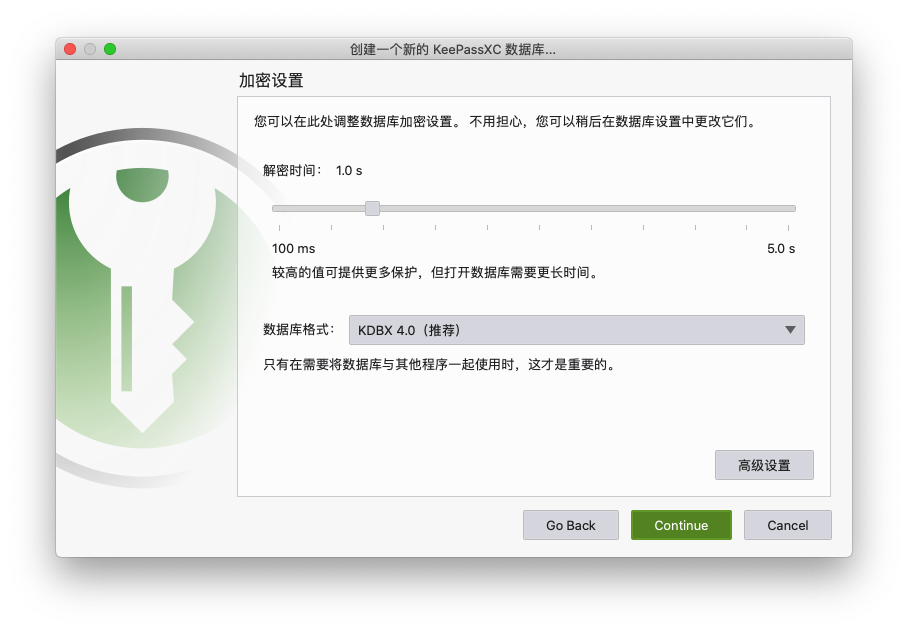 创建一个新的 KeePassXC 数据库...
加密设置
您可以在此处调整数据库加密设置。 不用担心，您可以稍后在数据库设置中更改它们。
解密时间： 1.0 s
100 ms 5.0 s
较高的值可提供更多保护，但打开数据库需要更长时间。
数据库格式： KDBX 4.0（推荐）
只有在需要将数据库与其他程序一起使用时，这才是重要的。
高级设置
Go Back Continue Cancel